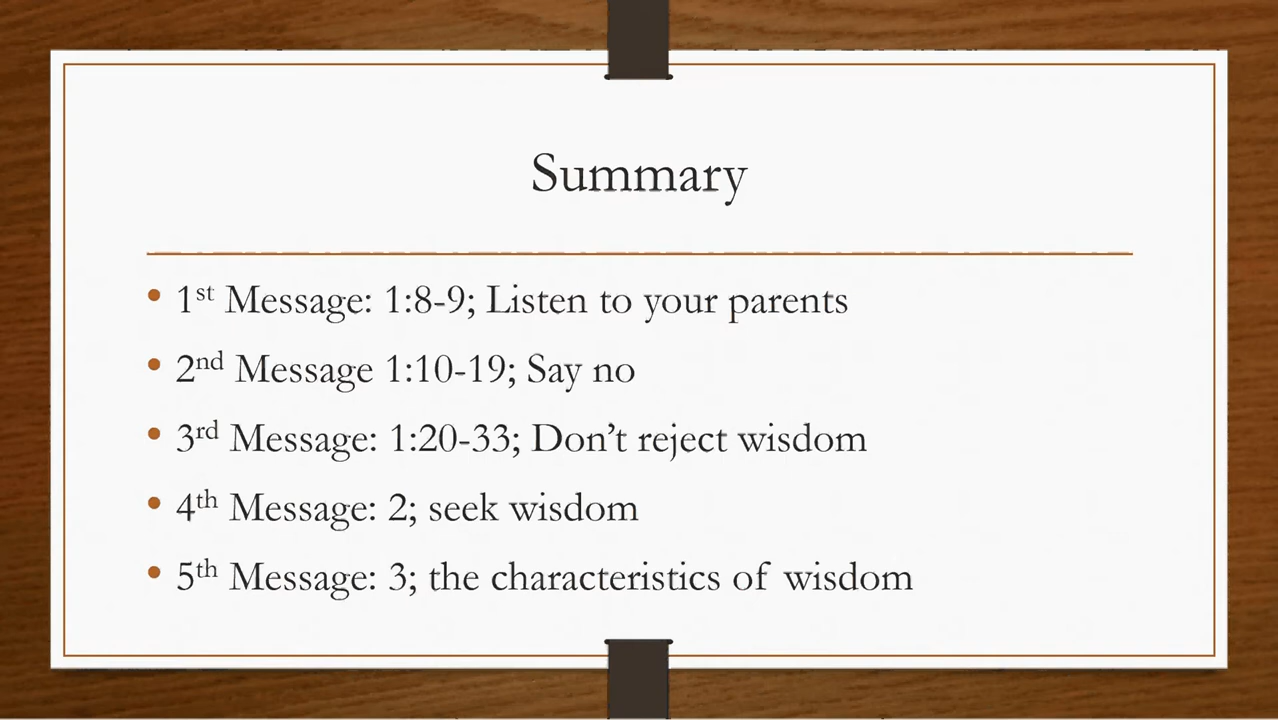 Summary
1st Message: 1:8-9; Listen to your parents
2nd Message 1:10-19; Say no
3rd Message: 1:20-33; Don’t reject wisdom
4th Message: 2; seek wisdom
5th Message: 3; the characteristics of wisdom